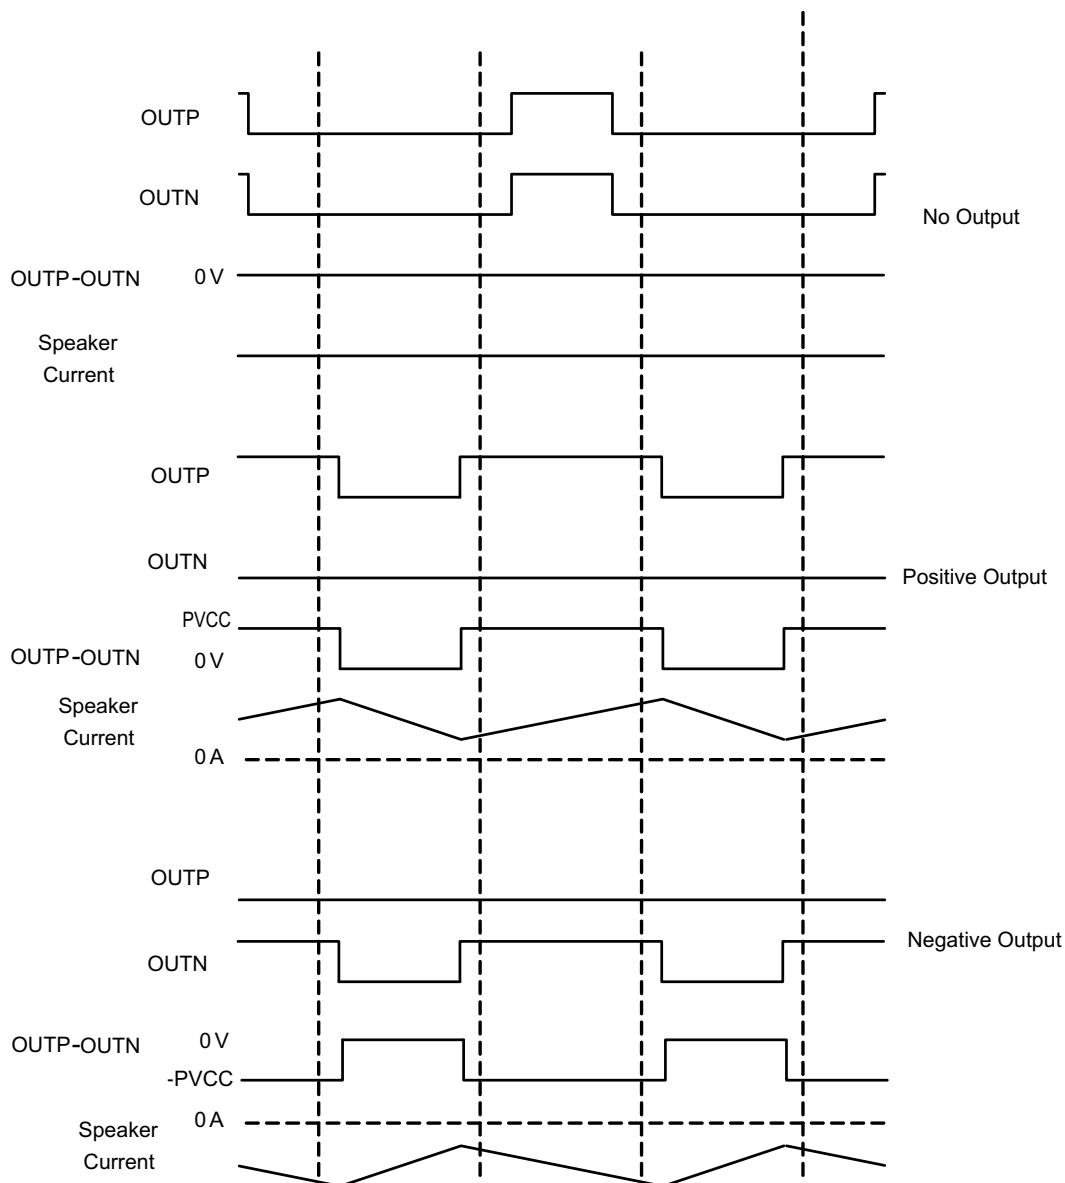 OUTP
OUTN
No Output
OUTP-OUTN 0 V
Speaker
Current
OUTP
OUTN
Positive Output
PVCC
OUTP-OUTN 0 V
Speaker
Current
0 A
OUTP
Negative Output
OUTN
OUTP-OUTN 0 V
-PVCC
0 A
Speaker
Current